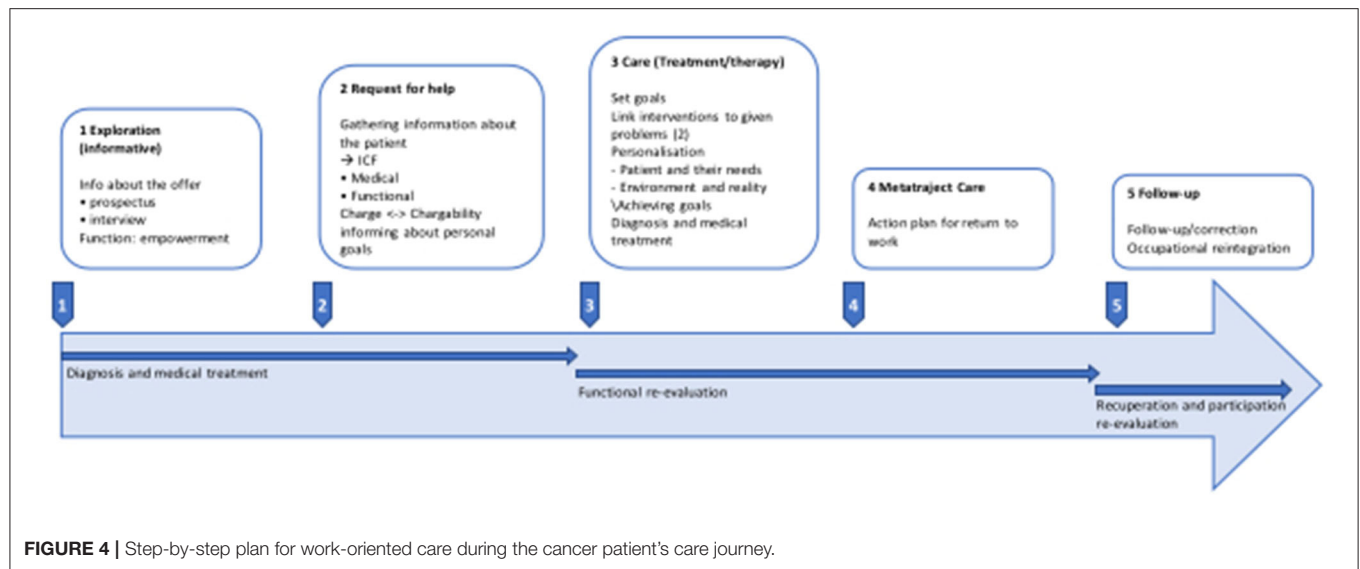 1 Exploration
(informative)
Info about the offer
• prospectus
• interview
Function: empowerment
2 Request for help
Gathering information about
the patient
→ ICF
• Medical
• Functional
Charge <-> Chargability
informing about personal
goals
3 Care (Treatment/therapy)
Set goals
Link interventions to given
problems (2)
Personalisation
- Patient and their needs
- Environment and reality
\Achieving goals
Diagnosis and medical
treatment
4 Metatraject Care
Action plan for return to
work
5 Follow-up
Follow-up/correction
Occupational reintegration
1
2
3
4
5
Diagnosis and medical treatment
Functional re-evaluation
Recuperation and participation
re-evaluation
FIGURE 4 | Step-by-step plan for work-oriented care during the cancer patient's care journey.